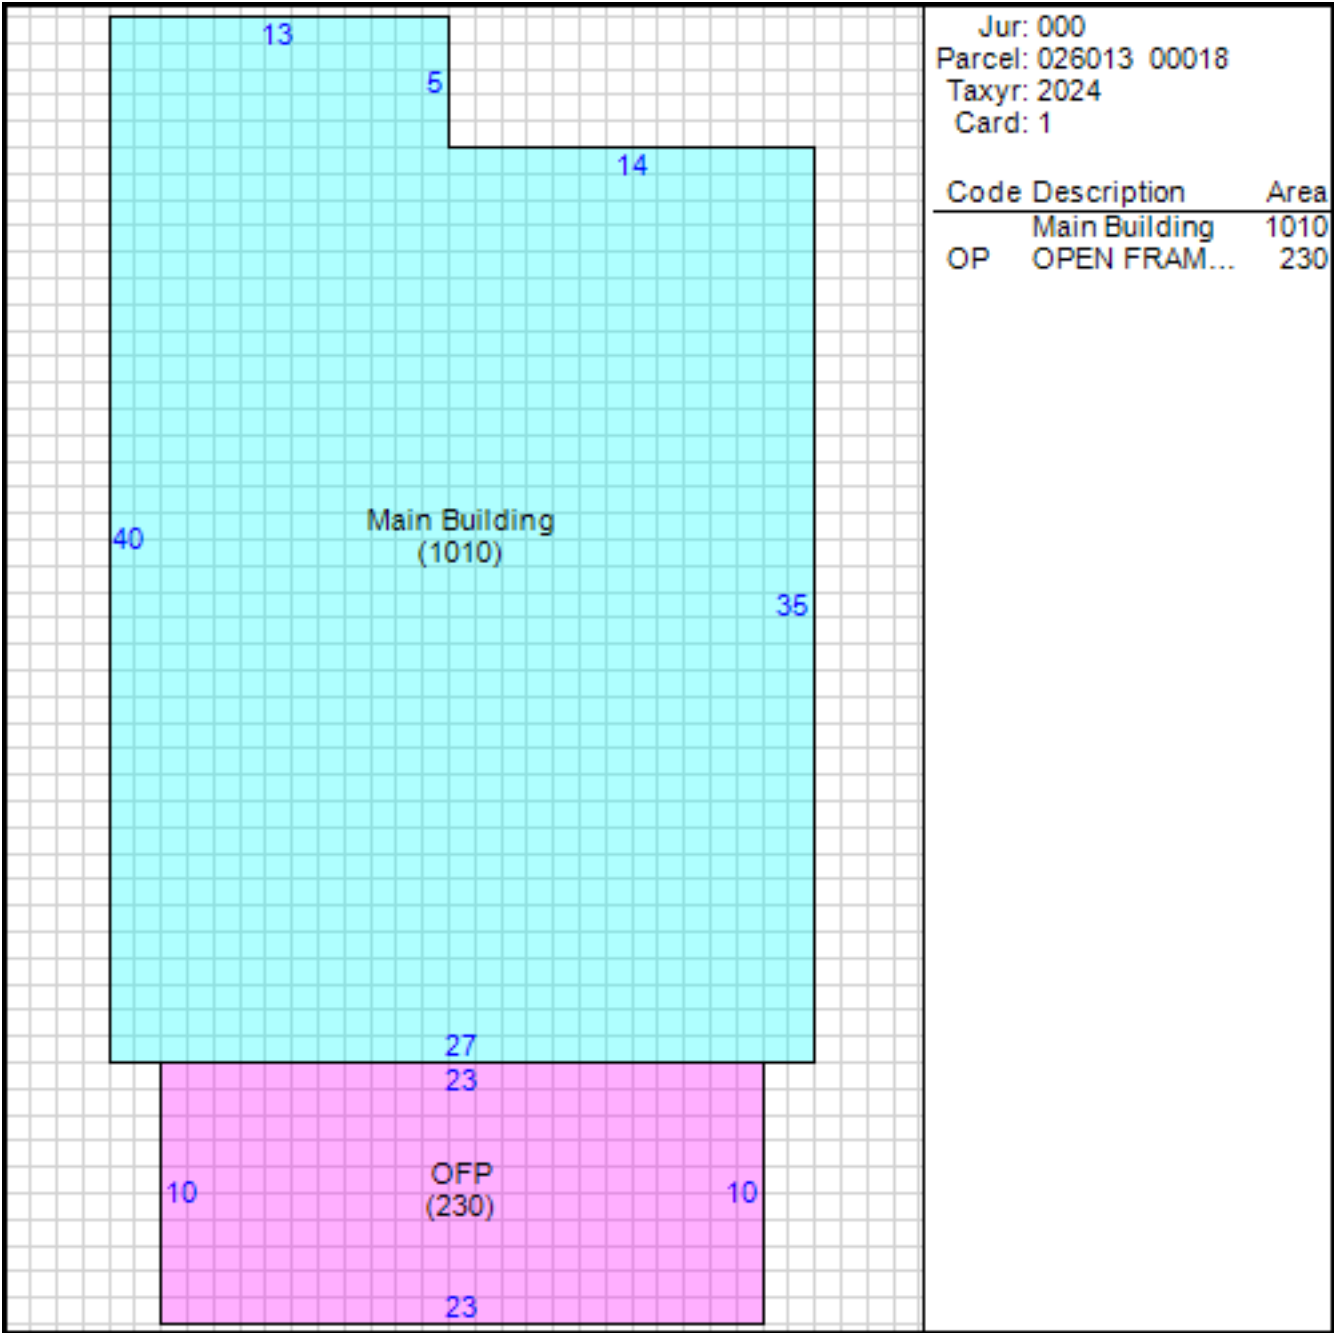 13
5
14
40
Main Building
(1010)
35
27
23
OFP
(230)
10
10
23
Jur: 000
Parcel: 026013 00018
Taxyr: 2024
Card: 1
Code Description Area
Main Building 1010
OP OPEN FRAM... 230